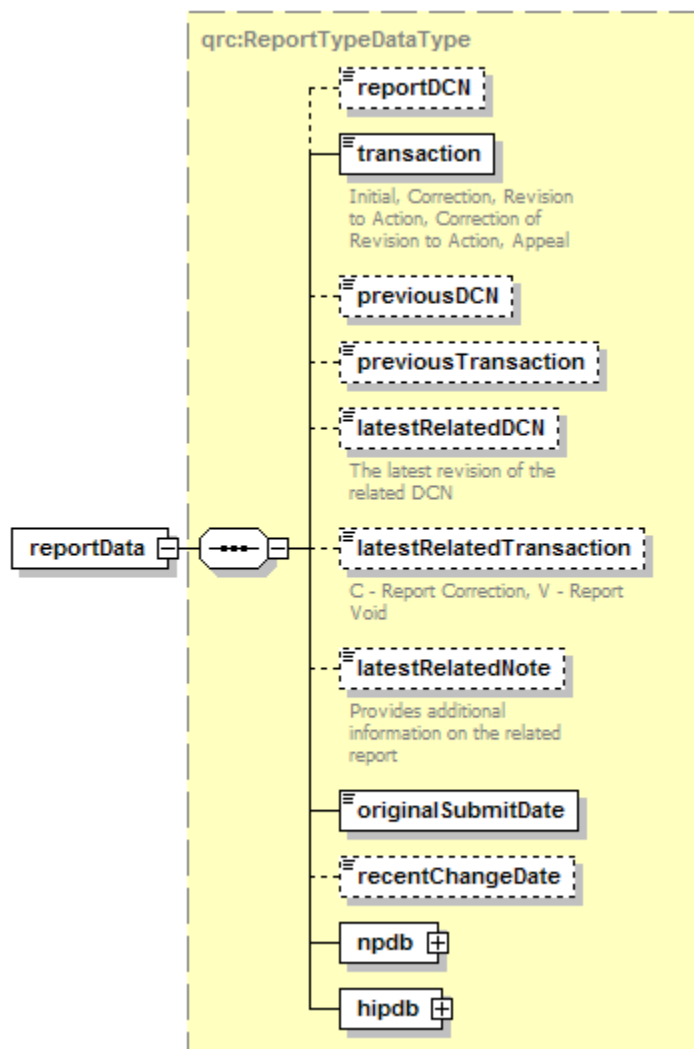 qrc:ReportTypeDataType
reportDCN
transaction
Initial, Correction, Revision
to Action, Correction of
Revision to Action, Appeal
previousDCN
previousTransaction
latestRelatedDCN
The latest revision of the
related DCN
reportData
latestRelatedTransaction
C - Report Correction, V - Report
Void
latestRelatedNote
Provides additional
information on the related
report
originalSubmitDate
recentChangeDate
npdb
hipdb